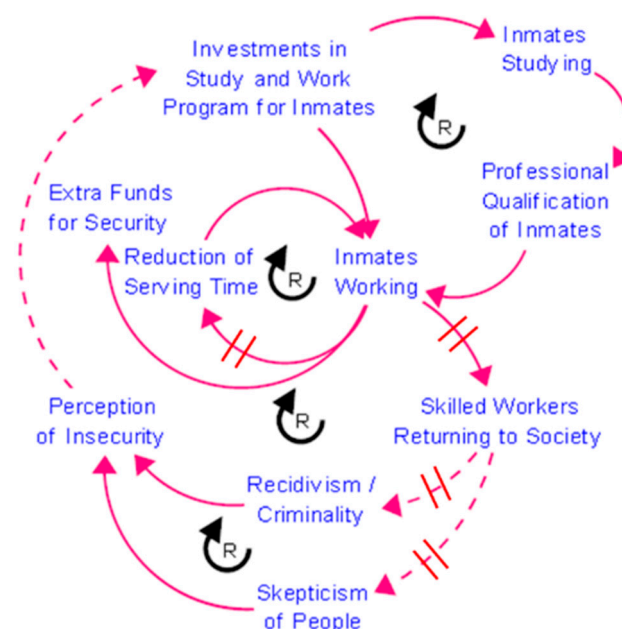 Investments in
Study and Work
Program for Inmates
Inmates
Studying
R
Professional
Qualification
of Inmates
Extra Funds
for Security
Reduction of
Serving Time
R
Inmates
Working
R
Perception
of Insecurity
Skilled Workers
Returning to Society
Recidivism /
Criminality
R
Skepticism
of People